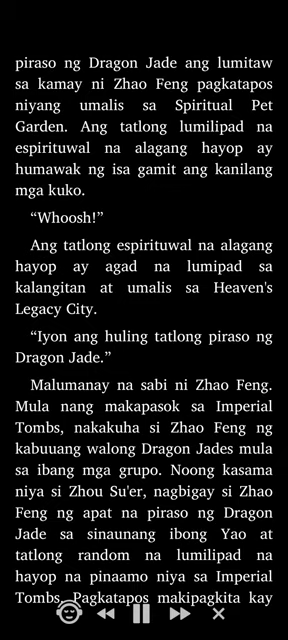 piraso ng Dragon Jade ang lumitaw
sa kamay ni Zhao Feng pagkatapos
niyang umalis sa Spiritual Pet
Garden. Ang tatlong lumilipad na
espirituwal na alagang hayop ay
humawak ng isa gamit ang kanilang
mga kuko.
“Whoosh!”
Ang tatlong espirituwal na alagang
hayop ay agad na lumipad sa
kalangitan at umalis sa Heaven's
Legacy City.
“Iyon ang huling tatlong piraso ng
Dragon Jade.”
Malumanay na sabi ni Zhao Feng.
Mula nang makapasok sa Imperial
Tombs, nakakuha si Zhao Feng ng
kabuuang walong Dragon Jades mula
sa ibang mga grupo. Noong kasama
niya si Zhou Su'er, nagbigay si Zhao
Feng ng apat na piraso ng Dragon
Jade sa sinaunang ibong Yao at
tatlong random na lumilipad na
hayop na pinaamo niya sa Imperial
Tombs. Pagkatapos makipagkita kay